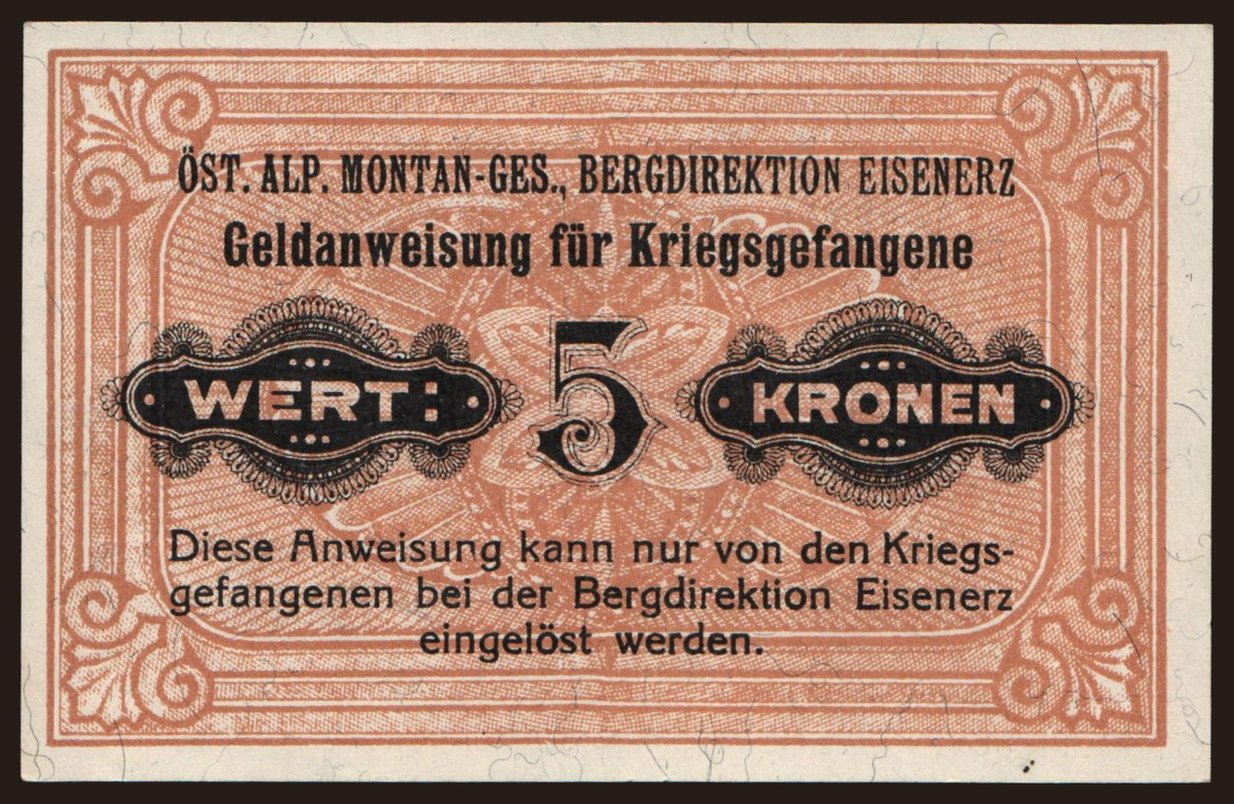 ÖST. ALP. MONTAN-GES., BERGDIREKTION EISENERZ
Geldanweisung für Kriegsgefangene
WERT: 5 KRONEN
Diese Anweisung kann nur von den Kriegs-
gefangenen bei der Bergdirektion Eisenerz
eingelöst werden.